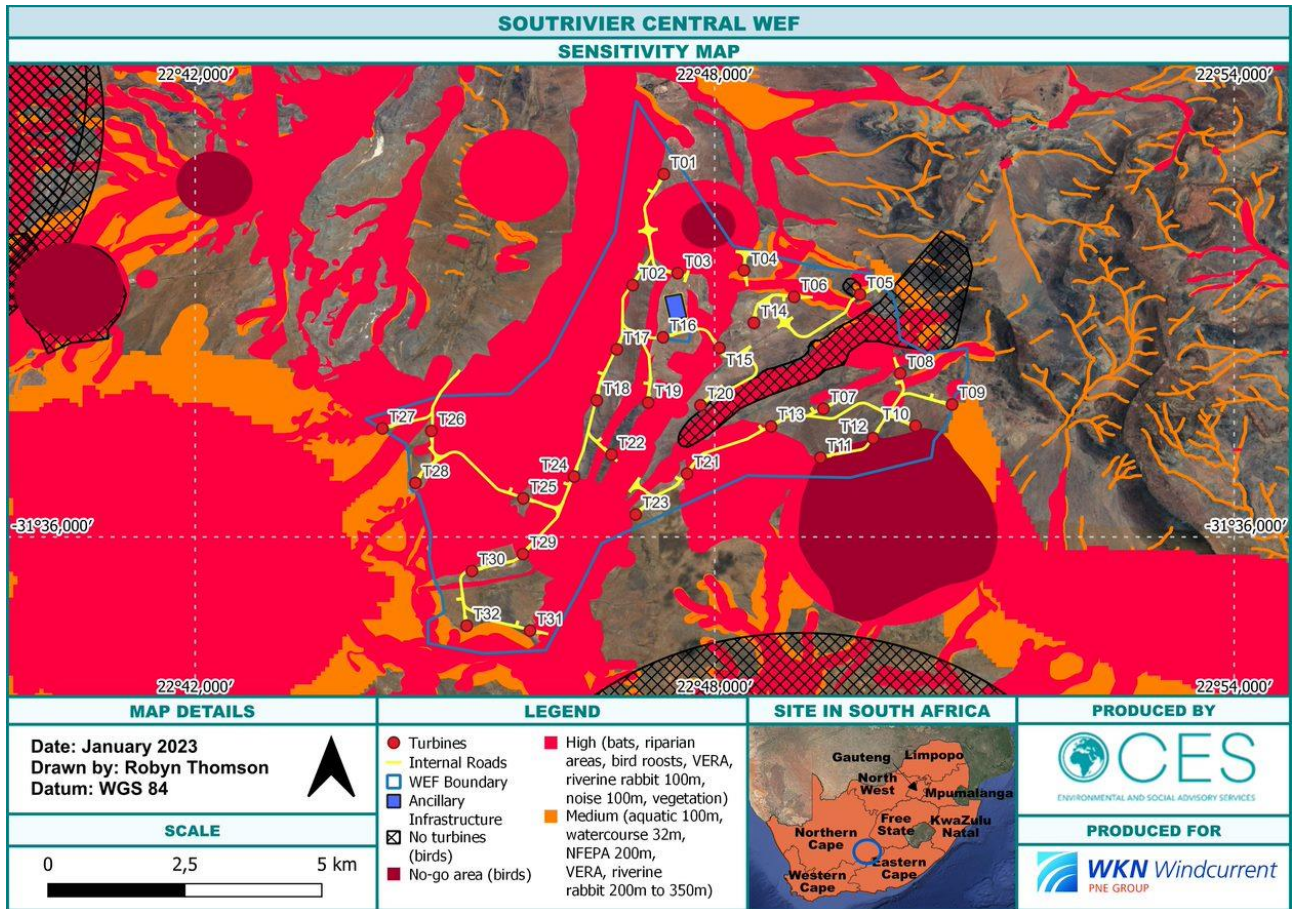 SOUTRIVIER CENTRAL WEF
SENSITIVITY MAP
22°42,000′
22°48,000′
22°54,000′
T01
T02
T03
T04
T05
T06
T14
T16
T17
T15
T08
T18
T19
T20
T07
T09
T27
T26
T13
T12
T10
T22
T11
T28
T24
T21
T25
T23
-31°36,000′
-31°36,000′
T29
T30
T32
T31
22°42,000′
22°48,000′
22°54,000′
MAP DETAILS
Date: January 2023
Drawn by: Robyn Thomson
Datum: WGS 84
SCALE
0
2,5
5 km
LEGEND
Turbines
Internal Roads
WEF Boundary
Ancillary
Infrastructure
No turbines
(birds)
No-go area (birds)
High (bats, riparian
areas, bird roosts, VERA,
riverine rabbit 100m,
noise 100m, vegetation)
Medium (aquatic 100m,
watercourse 32m,
NFEPA 200m,
VERA, riverine
rabbit 200m to 350m)
SITE IN SOUTH AFRICA
Gauteng
Limpopo
North
West
Mpumalanga
Free
State
KwaZulu
Natal
Northern
Cape
Eastern
Cape
Western
Cape
PRODUCED BY
CES
ENVIRONMENTAL AND SOCIAL ADVISORY SERVICES
PRODUCED FOR
WKN Windcurrent
PNE GROUP